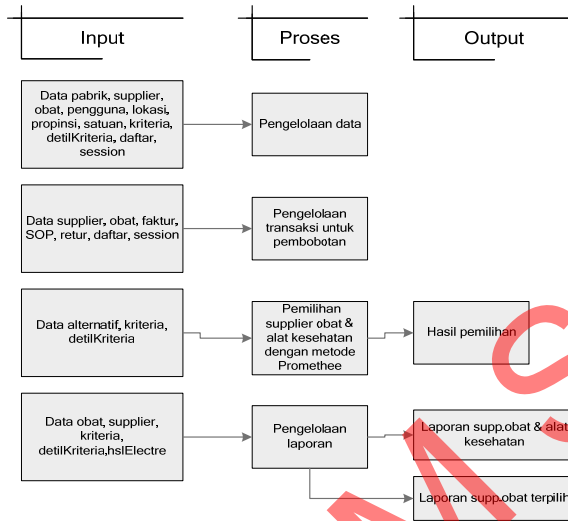 Input
Proses
Output
Data pabrik, supplier,
obat, pengguna, lokasi,
propinsi, satuan, kriteria,
detilKriteria, daftar,
session
Pengelolaan data
Data supplier, obat, faktur,
SOP, retur, daftar, session
Pengelolaan
transaksi untuk
pembobotan
Data alternatif, kriteria,
detilKriteria
Pemilihan
supplier obat &
alat kesehatan
dengan metode
Promethee
Hasil pemilihan
Data obat, supplier,
kriteria,
detilKriteria,hslElectre
Pengelolaan
laporan
Laporan supp.obat & alat
kesehatan
Laporan supp.obat terpilih
M S